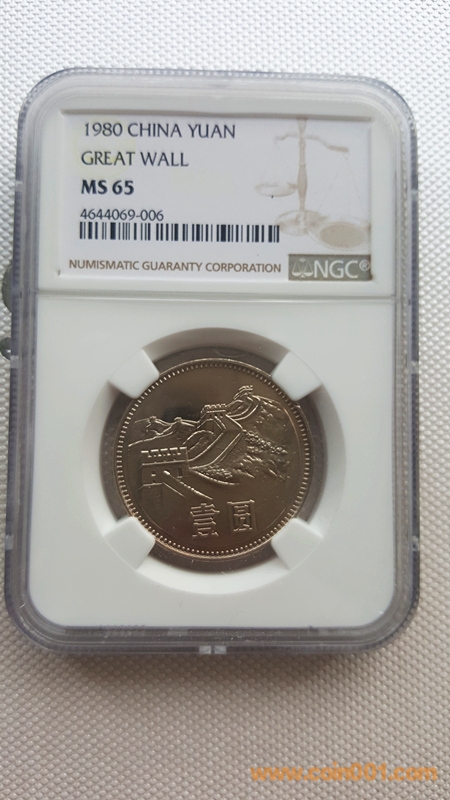 1980 CHINA YUAN
GREAT WALL
MS 65
4644069-006
NUMISMATIC GUARANTY CORPORATION NGC®
壹圆
www.coin001.com